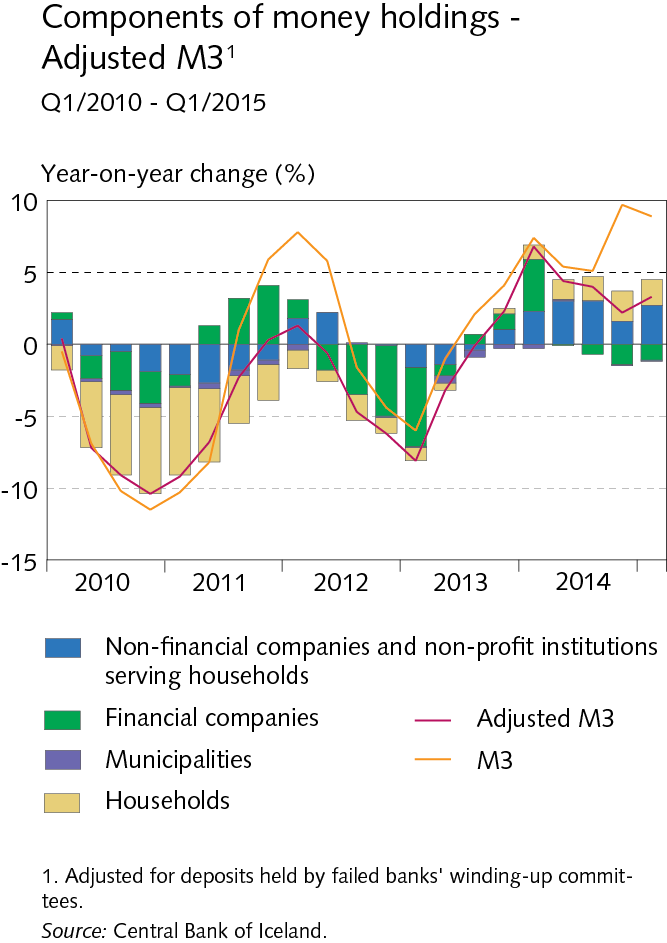 Components of money holdings -
Adjusted M3¹
Q1/2010 - Q1/2015
Year-on-year change (%)
10
5
0
-5
-10
-15
2010 2011 2012 2013 2014
Non-financial companies and non-profit institutions
serving households
Financial companies
Adjusted M3
Municipalities
M3
Households
1. Adjusted for deposits held by failed banks' winding-up commit-
tees.
Source: Central Bank of Iceland.